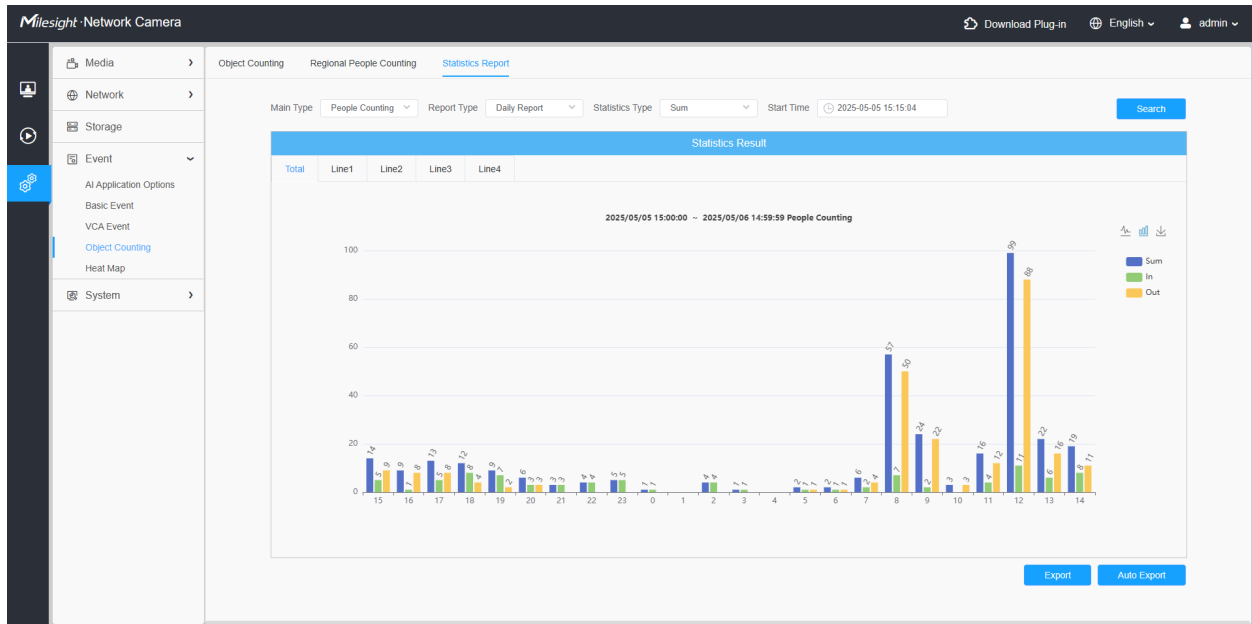 Milesight · Network Camera
Download Plug-in English admin
Media
Network
Storage
Event
AI Application Options
Basic Event
VCA Event
Object Counting
Heat Map
System
Object Counting Regional People Counting Statistics Report
Main Type People Counting Report Type Daily Report Statistics Type Sum Start Time 2025-05-05 15:15:04 Search
Statistics Result
Total Line1 Line2 Line3 Line4
2025/05/05 15:00:00 ~ 2025/05/06 14:59:59 People Counting
Sum
In
Out
100
80
60
40
20
0
14 5 9 9 1 8 13 5 8 12 8 4 9 7 2 6 3 3 3 3 4 4 5 5 1 1 4 4 1 1 2 1 1 2 1 1 6 2 4 57 7 50 24 2 22 3 3 16 4 12 99 11 88 22 6 16 19 8 11
15 16 17 18 19 20 21 22 23 0 1 2 3 4 5 6 7 8 9 10 11 12 13 14
Export Auto Export